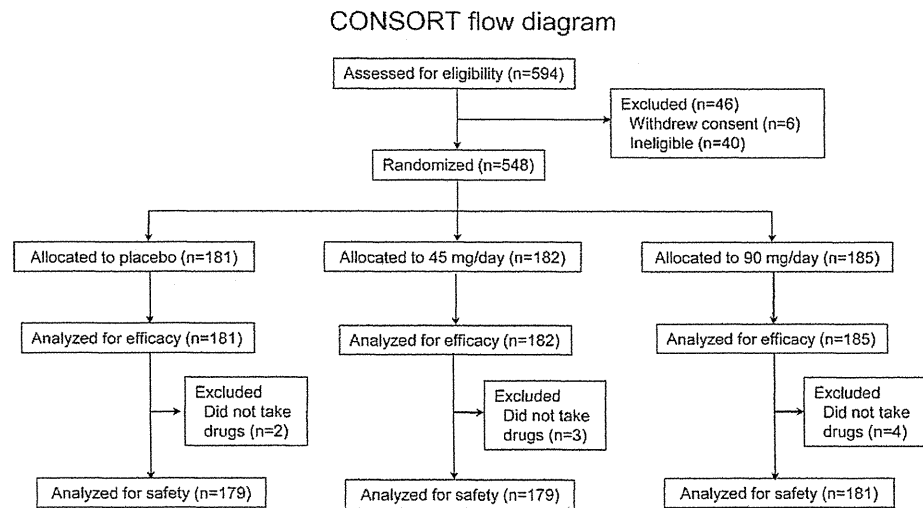 CONSORT flow diagram
Assessed for eligibility (n=594)
Excluded (n=46)
Withdrew consent (n=6)
Ineligible (n=40)
Randomized (n=548)
Allocated to placebo (n=181)
Allocated to 45 mg/day (n=182)
Allocated to 90 mg/day (n=185)
Analyzed for efficacy (n=181)
Analyzed for efficacy (n=182)
Analyzed for efficacy (n=185)
Excluded
Did not take
drugs (n=2)
Excluded
Did not take
drugs (n=3)
Excluded
Did not take
drugs (n=4)
Analyzed for safety (n=179)
Analyzed for safety (n=179)
Analyzed for safety (n=181)